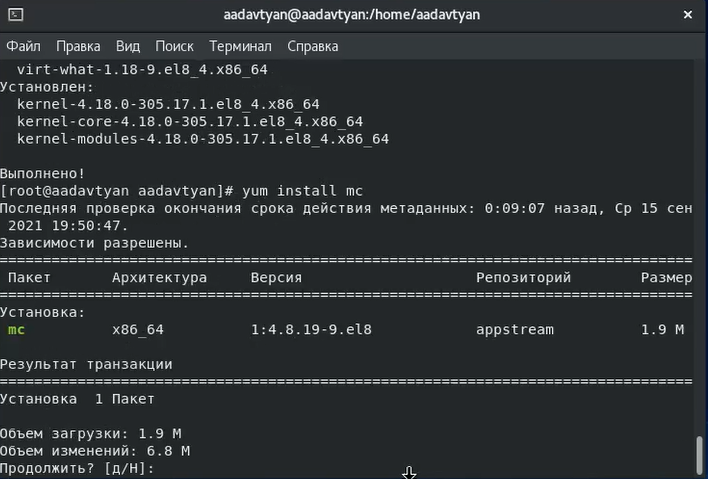 aadavtyan@aadavtyan:/home/aadavtyan
Файл Правка Вид Поиск Терминал Справка
virt-what-1.18-9.el8_4.x86_64
Установлен:
kernel-4.18.0-305.17.1.el8_4.x86_64
kernel-core-4.18.0-305.17.1.el8_4.x86_64
kernel-modules-4.18.0-305.17.1.el8_4.x86_64
Выполнено!
[root@aadavtyan aadavtyan]# yum install mc
Последняя проверка окончания срока действия метаданных: 0:09:07 назад, Ср 15 сен
2021 19:50:47.
Зависимости разрешены.
================================================================================
Пакет Архитектура Версия Репозиторий Размер
================================================================================
Установка:
mc x86_64 1:4.8.19-9.el8 appstream 1.9 M
Результат транзакции
================================================================================
Установка 1 Пакет
Объем загрузки: 1.9 M
Объем изменений: 6.8 M
Продолжить? [д/Н]: